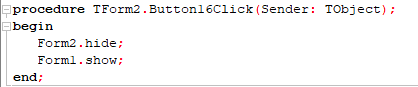 procedure TForm2.Button16Click(Sender: TObject);
begin
Form2.hide;
Form1.show;
end;